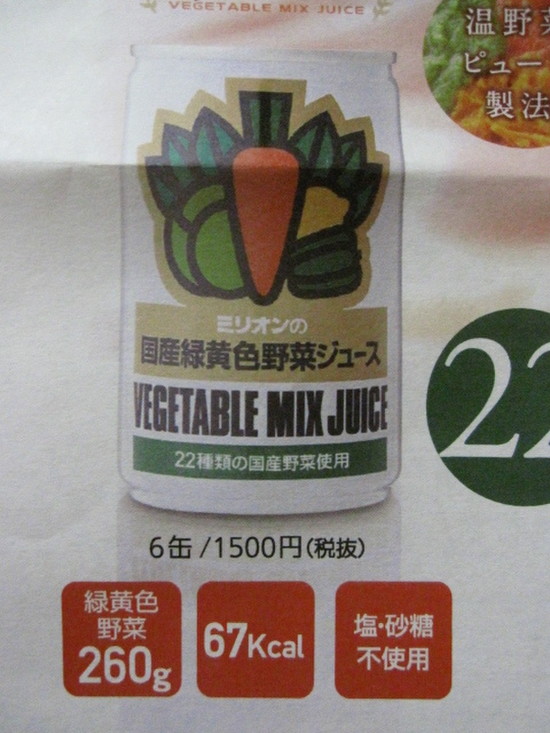 VEGETABLE MIX JUICE
温野菜
ピュー
製法
ミリオンの
国産緑黄色野菜ジュース
VEGETABLE MIX JUICE
22種類の国産野菜使用
22
6缶/1500円(税抜)
緑黄色
野菜
260g
67Kcal
塩・砂糖
不使用